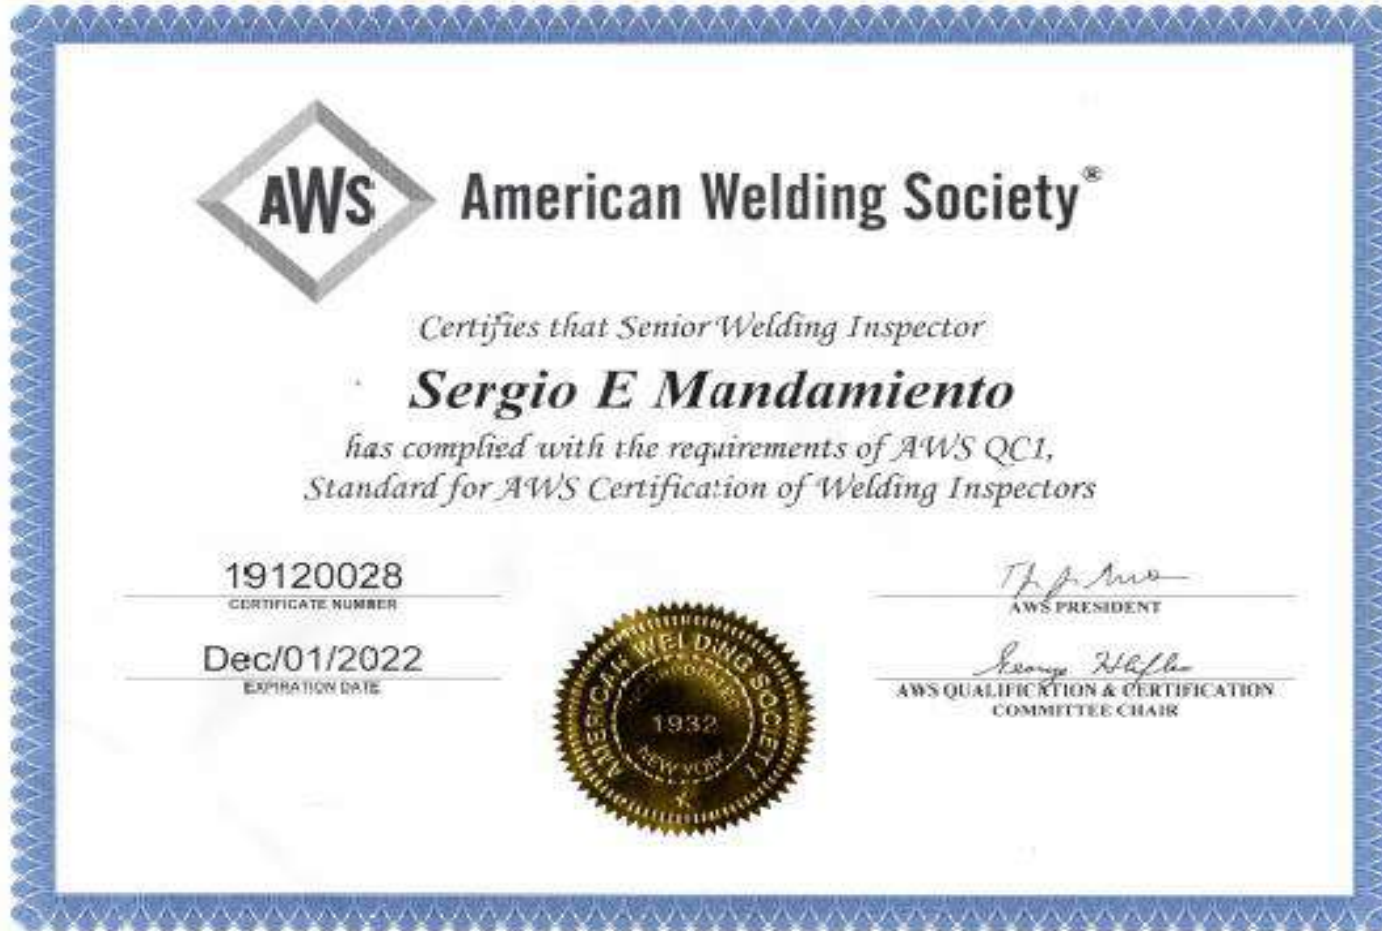 AWS American Welding Society®
Certifies that Senior Welding Inspector
Sergio E Mandamiento
has complied with the requirements of AWS QC1,
Standard for AWS Certification of Welding Inspectors
19120028
CERTIFICATE NUMBER
Dec/01/2022
EXPIRATION DATE
AWS PRESIDENT
AWS QUALIFICATION & CERTIFICATION
COMMITTEE CHAIR
AMERICAN WELDING SOCIETY
INCORPORATED
1932
NEW YORK